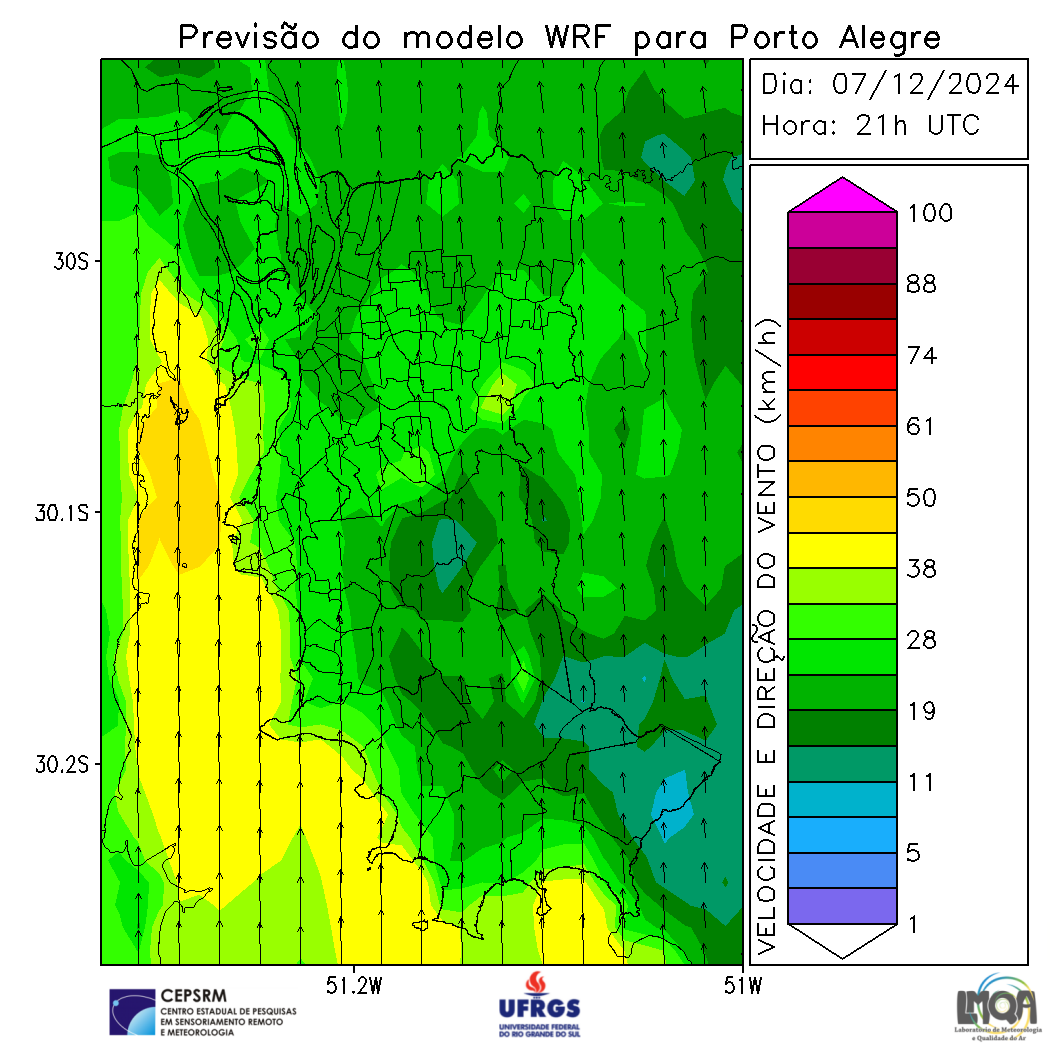 Previsão do modelo WRF para Porto Alegre
Dia: 07/12/2024
Hora: 21h UTC
30S
30.1S
30.2S
51.2W
51W
VELOCIDADE E DIREÇÃO DO VENTO (km/h)
100
88
74
61
50
38
28
19
11
5
1
CEPSRM
CENTRO ESTADUAL DE PESQUISAS
EM SENSORIAMENTO REMOTO
E METEOROLOGIA
UFRGS
UNIVERSIDADE FEDERAL
DO RIO GRANDE DO SUL
LMQA
Laboratório de Meteorologia
e Qualidade do Ar